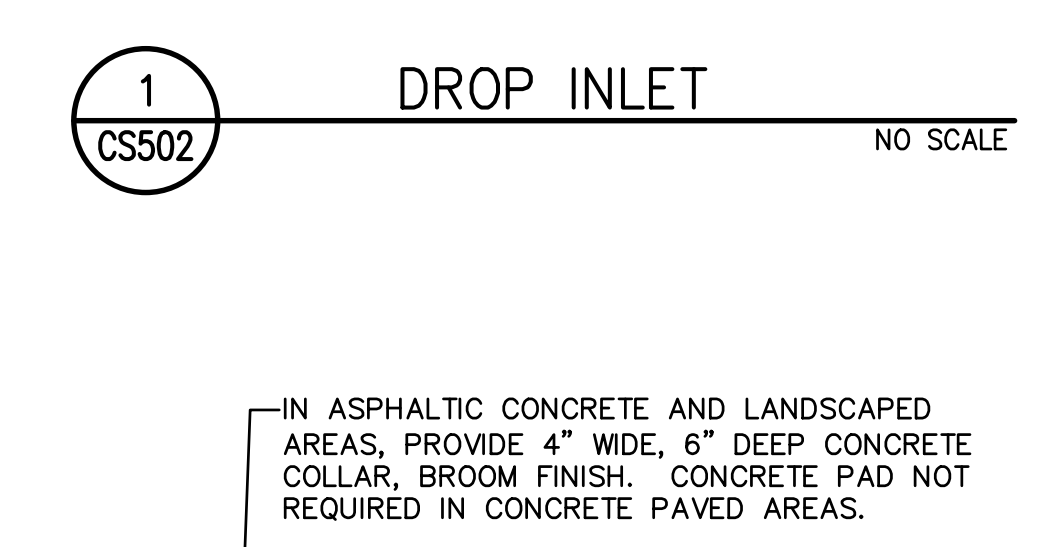 1
DROP INLET
CS502
NO SCALE
IN ASPHALTIC CONCRETE AND LANDSCAPED
AREAS, PROVIDE 4” WIDE, 6” DEEP CONCRETE
COLLAR, BROOM FINISH. CONCRETE PAD NOT
REQUIRED IN CONCRETE PAVED AREAS.